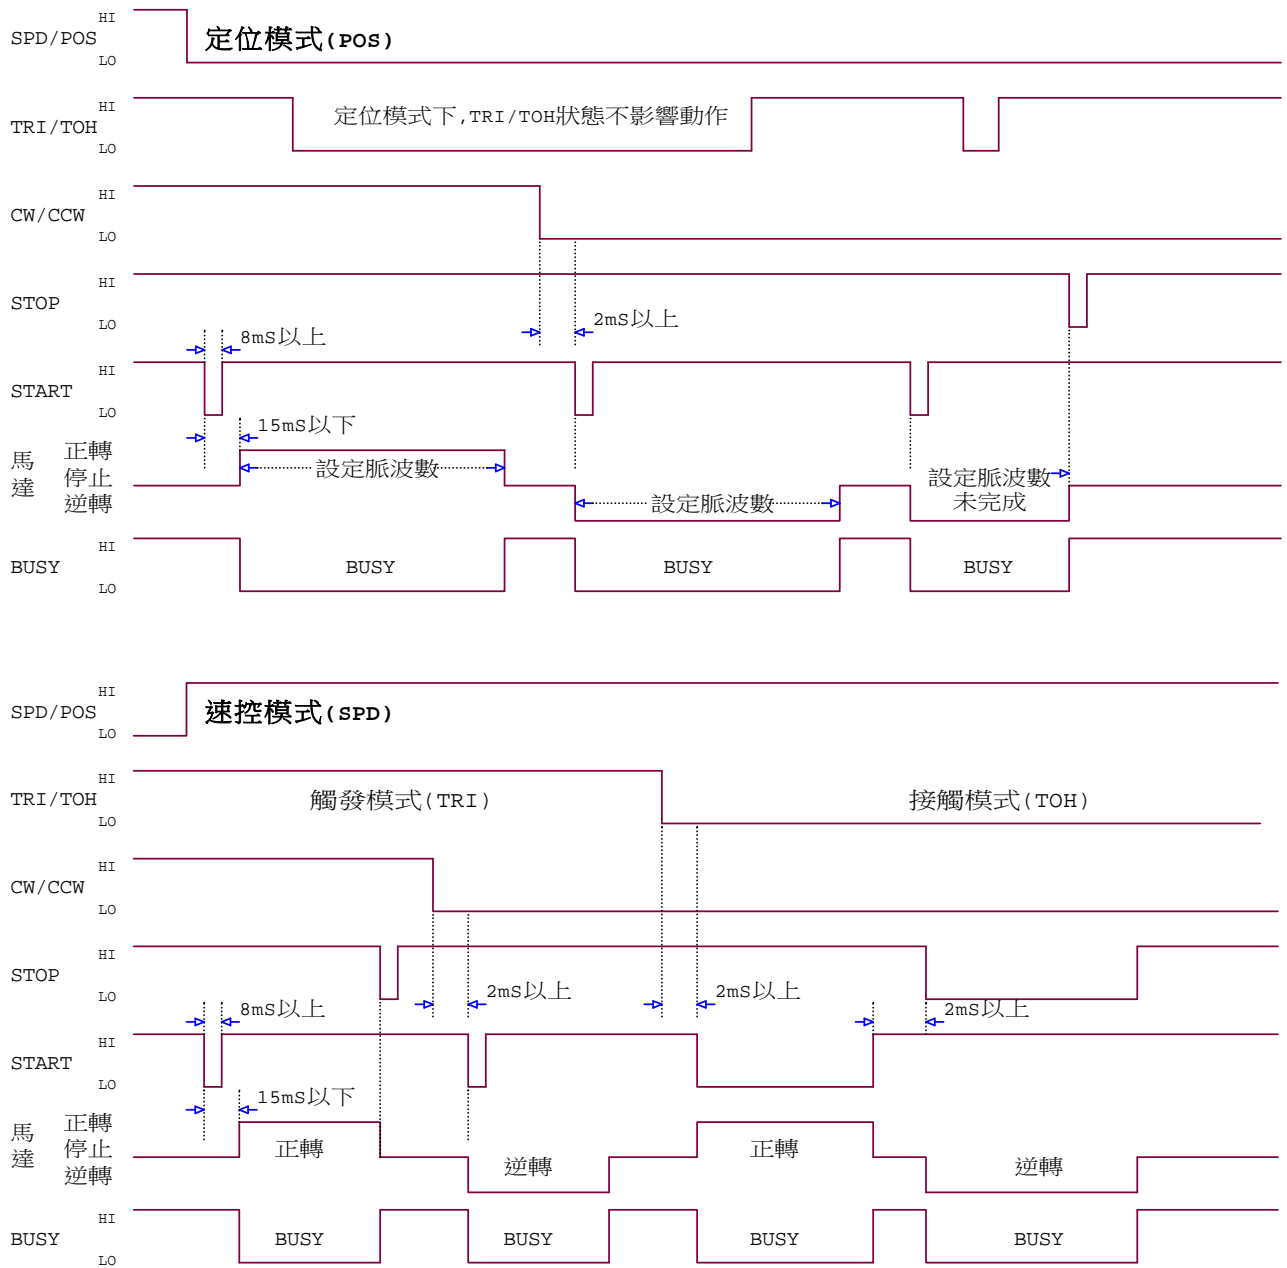 HI
SPD/POS
LO
定位模式(POS)
HI
TRI/TOH
LO
定位模式下,TRI/TOH狀態不影響動作
HI
CW/CCW
LO
HI
STOP
LO
2mS以上
8mS以上
HI
START
LO
15mS以下
馬達
正轉
停止
逆轉
設定脈波數
設定脈波數
設定脈波數
未完成
HI
BUSY
LO
BUSY
BUSY
BUSY
HI
SPD/POS
LO
速控模式(SPD)
HI
TRI/TOH
LO
觸發模式(TRI)
接觸模式(TOH)
HI
CW/CCW
LO
HI
STOP
LO
2mS以上
2mS以上
2mS以上
8mS以上
HI
START
LO
15mS以下
馬達
正轉
停止
逆轉
正轉
逆轉
正轉
逆轉
HI
BUSY
LO
BUSY
BUSY
BUSY
BUSY